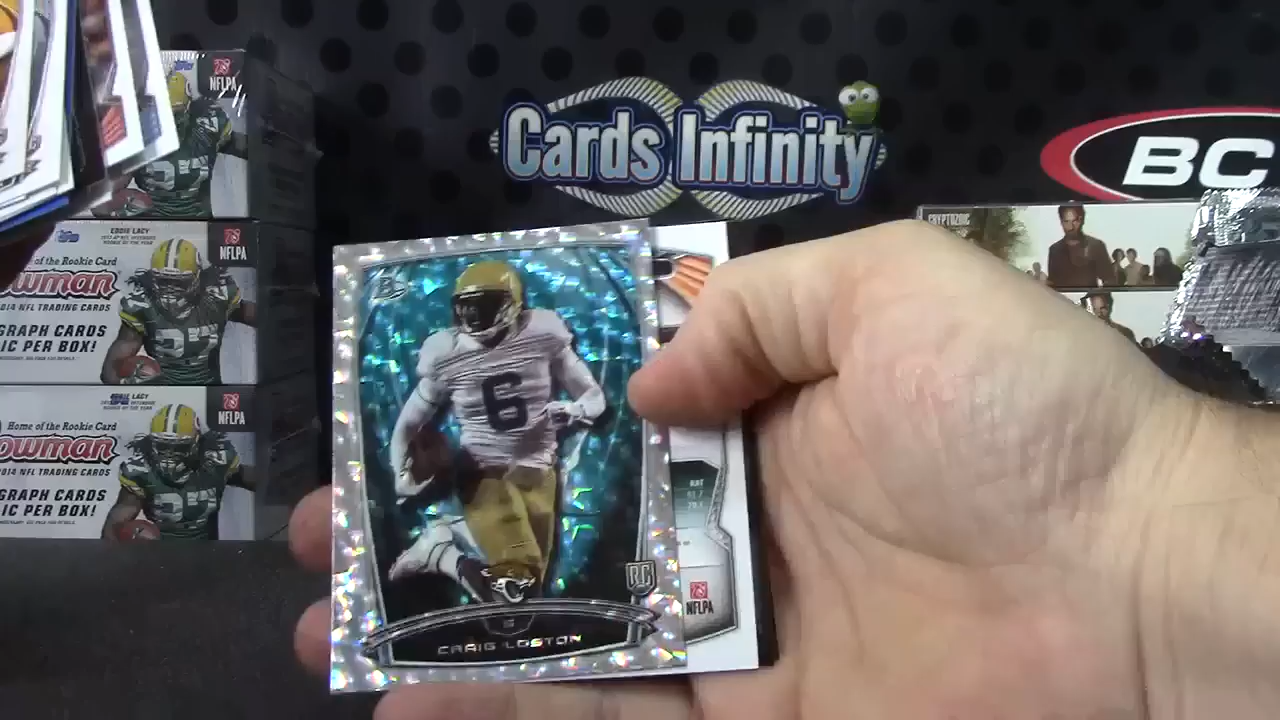 NFLPA
Cards Infinity
BC
CRYPTOZOIC
EDDIE LACY
NFLPA
Home of the Rookie Card
owman
2014 NFL TRADING CARDS
GRAPH CARDS
IC PER BOX!
LACY
NFLPA
Home of the Rookie Card
owman
2014 NFL TRADING CARDS
GRAPH CARDS
IC PER BOX!
B
6
RC
S
CRAIG LOSTON
NFLPA